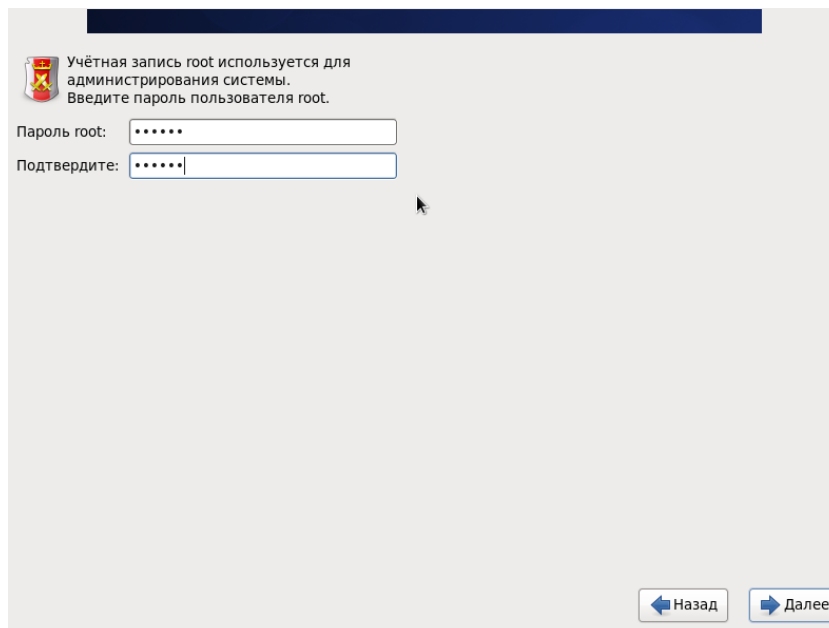 Учётная запись root используется для
администрирования системы.
Введите пароль пользователя root.
Пароль root: ••••••
Подтвердите: ••••••
Назад
Далее